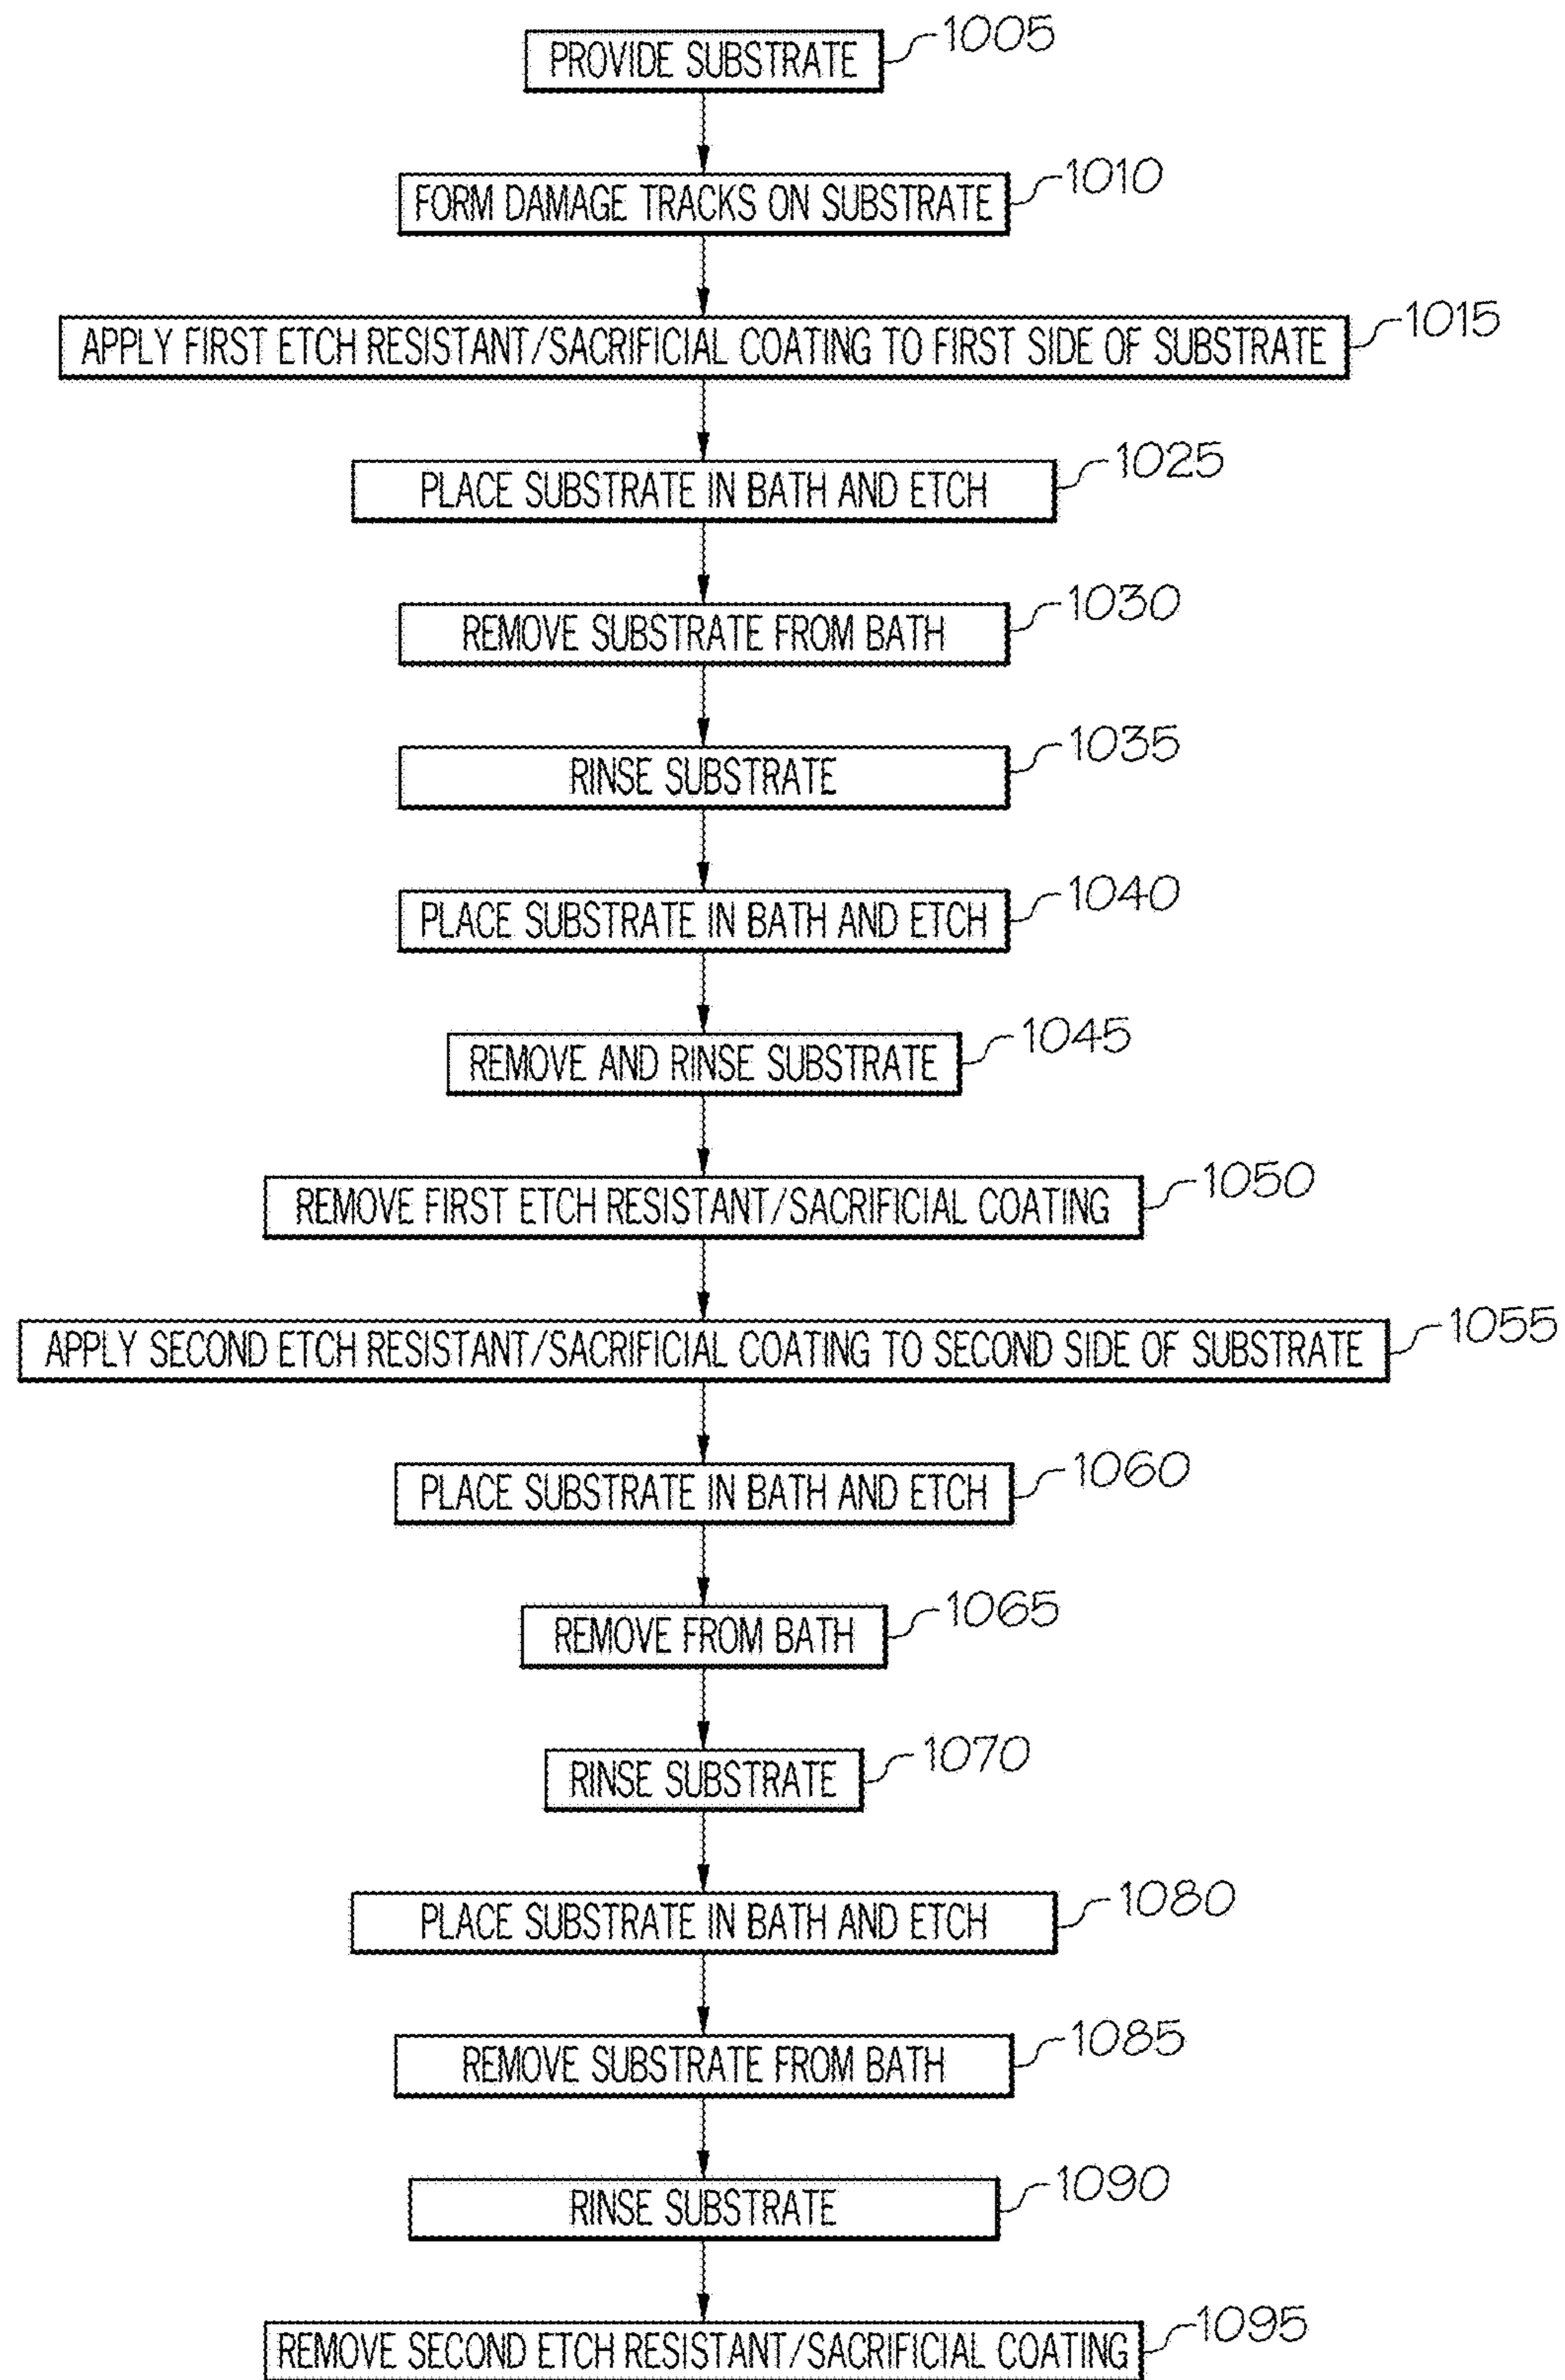 PROVIDE SUBSTRATE 1005
FORM DAMAGE TRACKS ON SUBSTRATE 1010
APPLY FIRST ETCH RESISTANT/SACRIFICIAL COATING TO FIRST SIDE OF SUBSTRATE 1015
PLACE SUBSTRATE IN BATH AND ETCH 1025
REMOVE SUBSTRATE FROM BATH 1030
RINSE SUBSTRATE 1035
PLACE SUBSTRATE IN BATH AND ETCH 1040
REMOVE AND RINSE SUBSTRATE 1045
REMOVE FIRST ETCH RESISTANT/SACRIFICIAL COATING 1050
APPLY SECOND ETCH RESISTANT/SACRIFICIAL COATING TO SECOND SIDE OF SUBSTRATE 1055
PLACE SUBSTRATE IN BATH AND ETCH 1060
REMOVE FROM BATH 1065
RINSE SUBSTRATE 1070
PLACE SUBSTRATE IN BATH AND ETCH 1080
REMOVE SUBSTRATE FROM BATH 1085
RINSE SUBSTRATE 1090
REMOVE SECOND ETCH RESISTANT/SACRIFICIAL COATING 1095